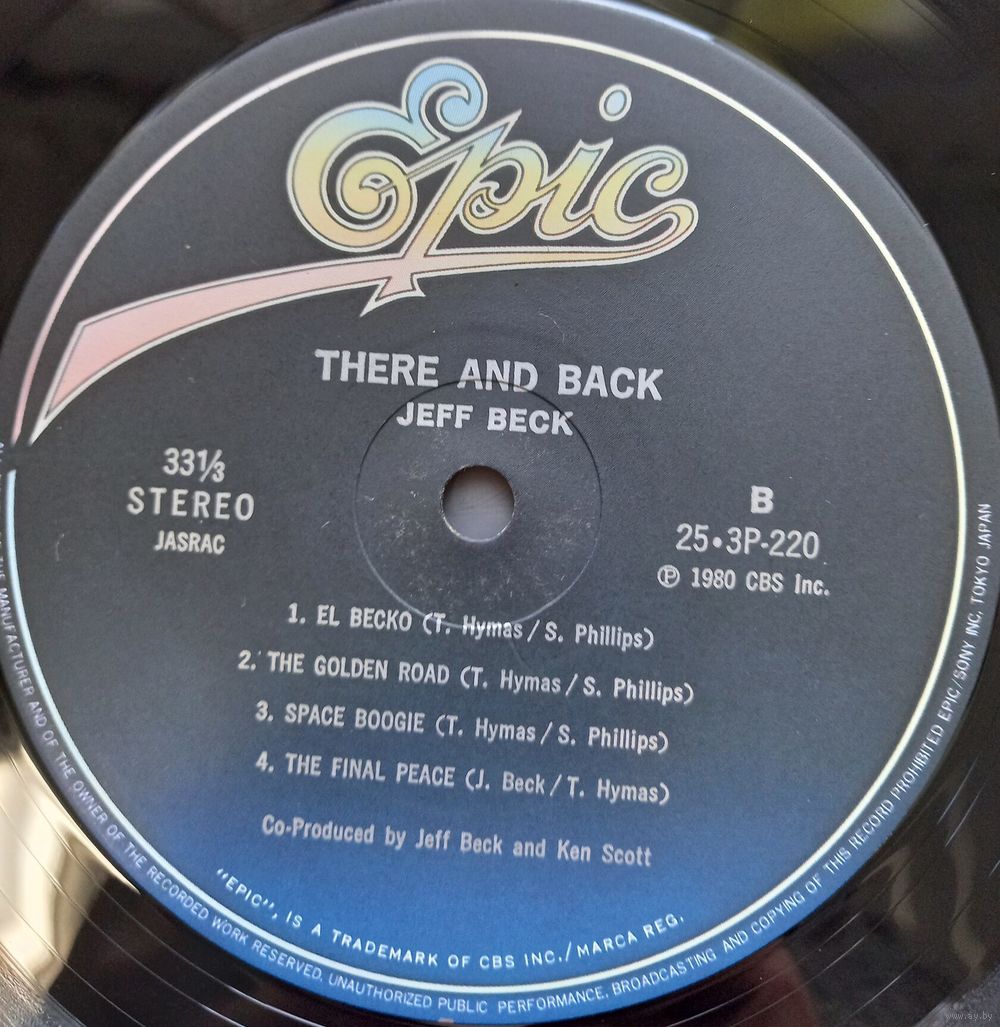 Epic
THERE AND BACK
JEFF BECK
33⅓
STEREO
JASRAC
B
25•3P-220
Ⓟ 1980 CBS Inc.
1. EL BECKO (T. Hymas / S. Phillips)
2. THE GOLDEN ROAD (T. Hymas / S. Phillips)
3. SPACE BOOGIE (T. Hymas / S. Phillips)
4. THE FINAL PEACE (J. Beck / T. Hymas)
Co-Produced by Jeff Beck and Ken Scott
"EPIC", IS A TRADEMARK OF CBS INC./MARCA REG.
THE MANUFACTURER AND OF THE OWNER OF THE RECORDED WORK RESERVED. UNAUTHORIZED PUBLIC PERFORMANCE. BROADCASTING AND COPYING OF THIS RECORD PROHIBITED EPIC/SONY INC. TOKYO JAPAN
www.ay.by